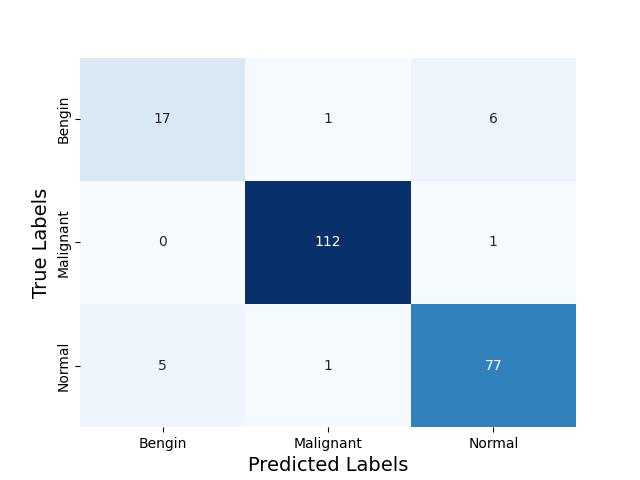 True Labels
Bengin 17 1 6
Malignant 0 112 1
Normal 5 1 77
Bengin Malignant Normal
Predicted Labels